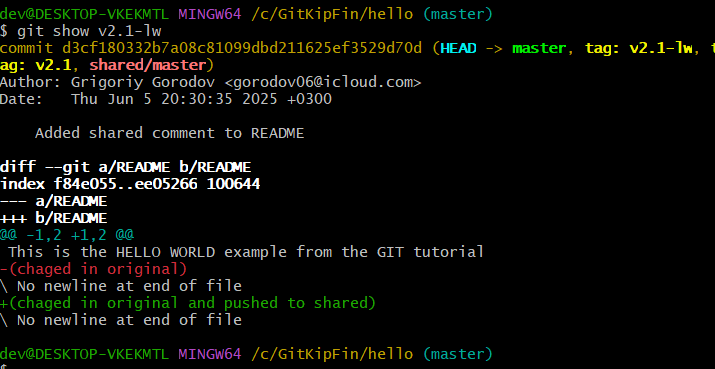 dev@DESKTOP-VKEKMTL MINGW64 /c/GitKipFin/hello (master)
$ git show v2.1-lw
commit d3cf180332b7a08c81099dbd211625ef3529d70d (HEAD -> master, tag: v2.1-lw, t
ag: v2.1, shared/master)
Author: Grigoriy Gorodov <gorodov06@icloud.com>
Date:   Thu Jun 5 20:30:35 2025 +0300

    Added shared comment to README

diff --git a/README b/README
index f84e055..ee05266 100644
--- a/README
+++ b/README
@@ -1,2 +1,2 @@
 This is the HELLO WORLD example from the GIT tutorial
-(chaged in original)
\ No newline at end of file
+(chaged in original and pushed to shared)
\ No newline at end of file

dev@DESKTOP-VKEKMTL MINGW64 /c/GitKipFin/hello (master)
$